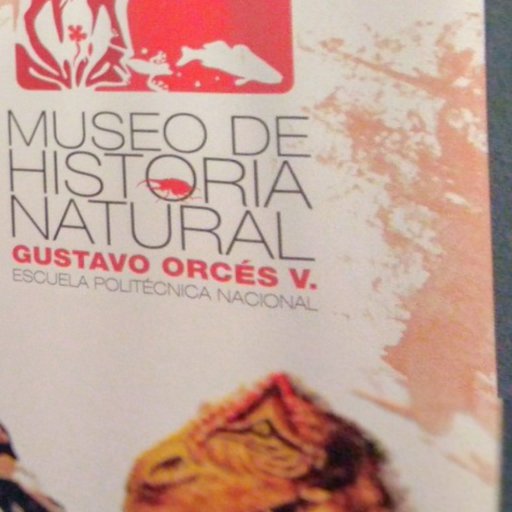 MUSEO DE
HISTORIA
NATURAL
GUSTAVO ORCÉS V.
ESCUELA POLITÉCNICA NACIONAL